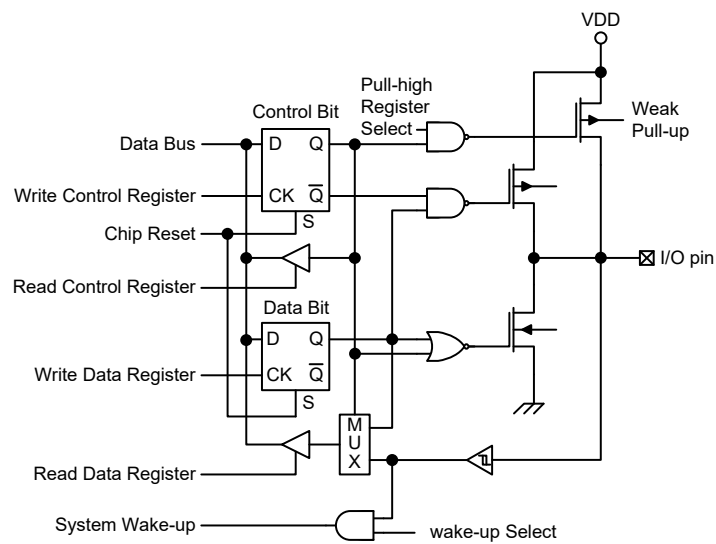 VDD
Pull-high
Register
Select
Weak
Pull-up
Control Bit
Data Bus
D
Q
Write Control Register
CK
Q̅
S
Chip Reset
I/O pin
Read Control Register
Data Bit
D
Q
Write Data Register
CK
Q̅
S
M
U
X
Read Data Register
System Wake-up
wake-up Select